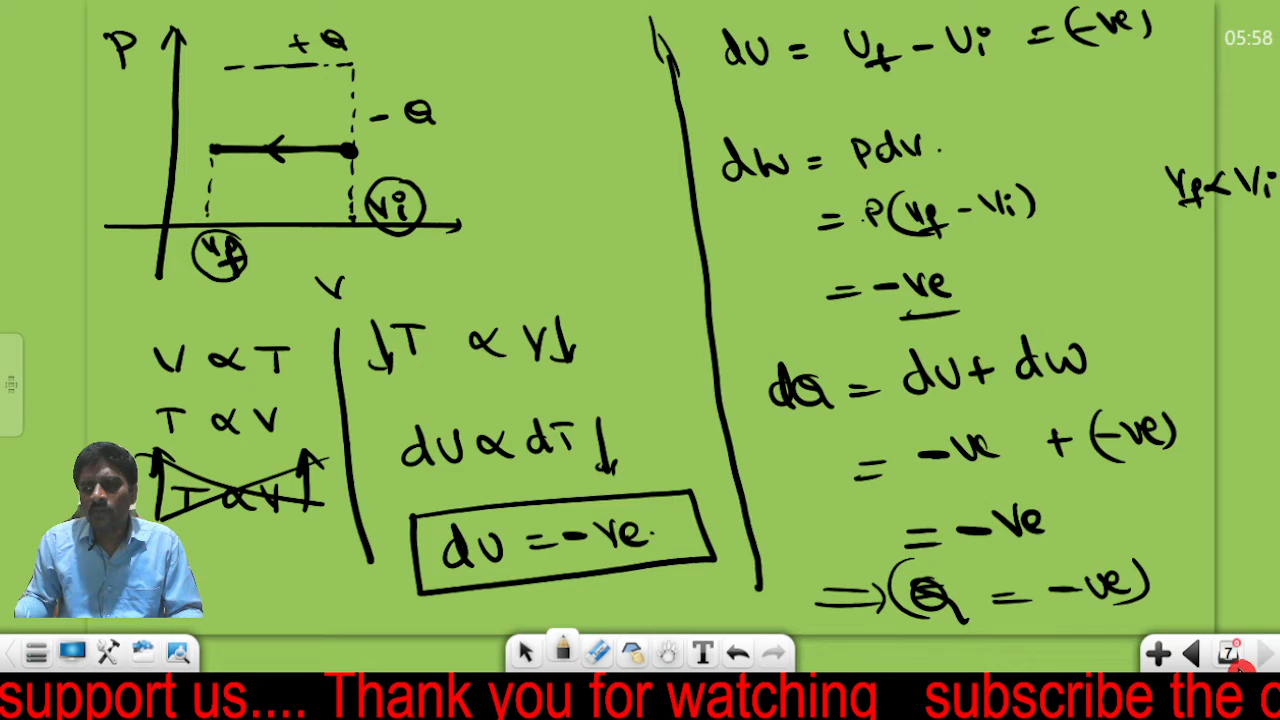 P
+Q
-Q
Vi
Vf
V
V ∝ T
T ∝ V
T ∝ V
↓T ∝ V↓
dU ∝ dT↓
dU = -ve.
dU = Uf - Ui = (-ve)
dW = PdV.
= P(Vf - Vi)
= -ve
Vf < Vi
dQ = dU + dW
= -ve + (-ve)
= -ve
⇒ (Q = -ve)
05:58
T
7
support us.... Thank you for watching subscribe the c